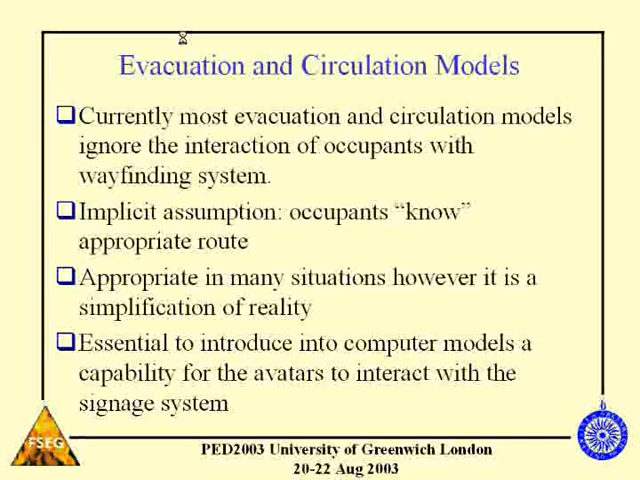 Evacuation and Circulation Models
Currently most evacuation and circulation models
ignore the interaction of occupants with
wayfinding system.
Implicit assumption: occupants “know”
appropriate route
Appropriate in many situations however it is a
simplification of reality
Essential to introduce into computer models a
capability for the avatars to interact with the
signage system
FSEG
PED2003 University of Greenwich London
20-22 Aug 2003